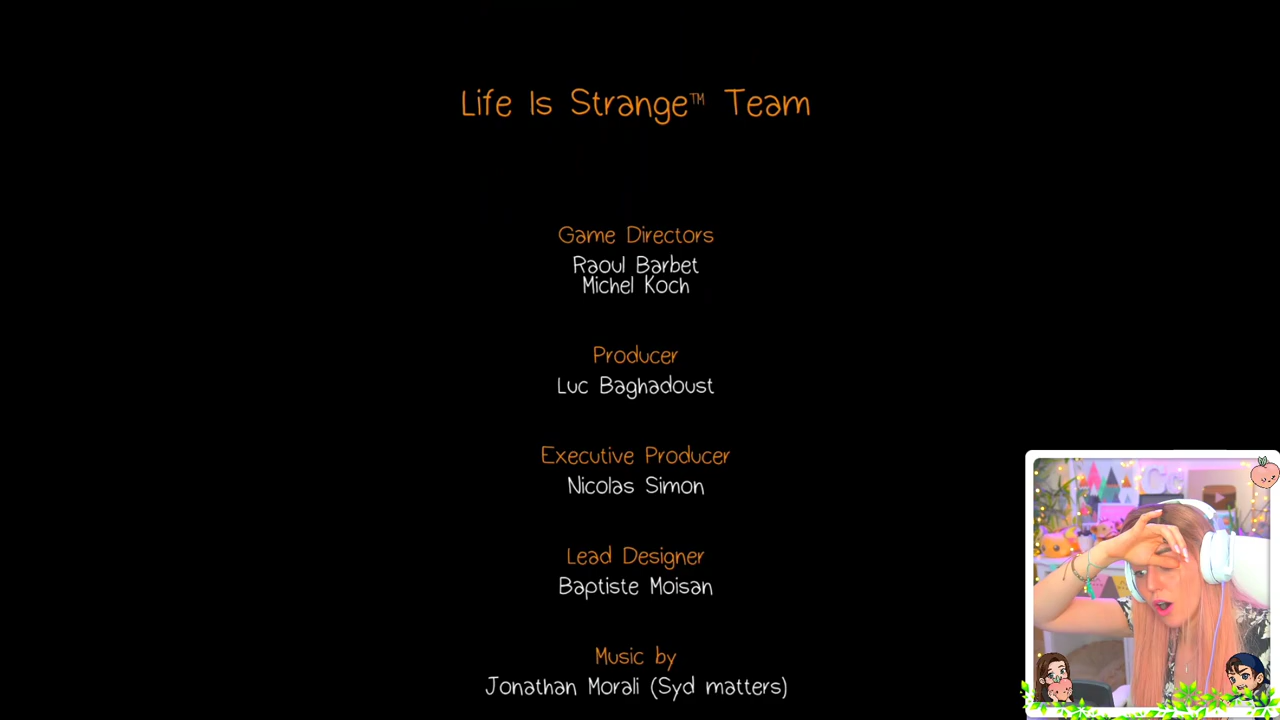 Life Is Strange™ Team
Game Directors
Raoul Barbet
Michel Koch
Producer
Luc Baghadoust
Executive Producer
Nicolas Simon
Lead Designer
Baptiste Moisan
Music by
Jonathan Morali (Syd matters)